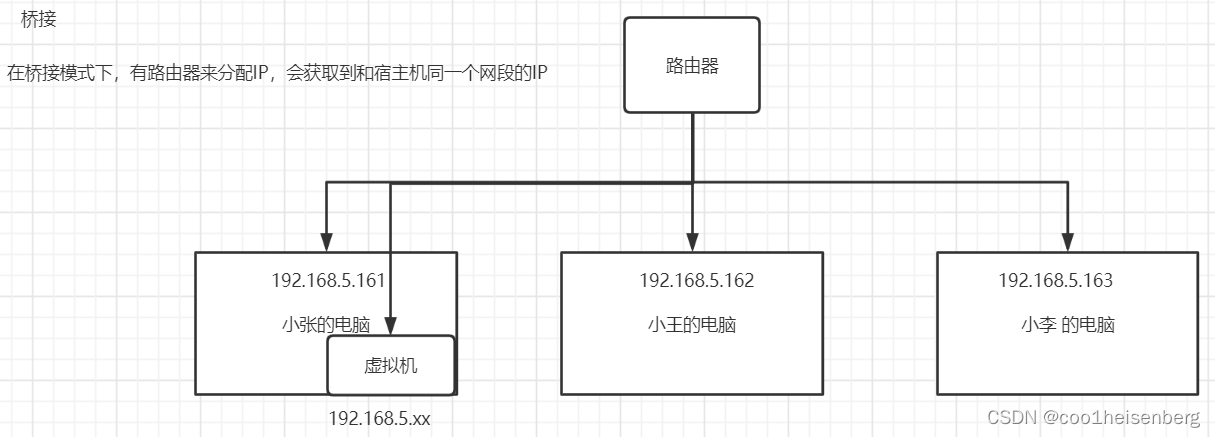 桥接
在桥接模式下，有路由器来分配IP，会获取到和宿主机同一个网段的IP
路由器
192.168.5.161
小张的电脑
虚拟机
192.168.5.xx
192.168.5.162
小王的电脑
192.168.5.163
小李 的电脑
CSDN @coo1heisenberg